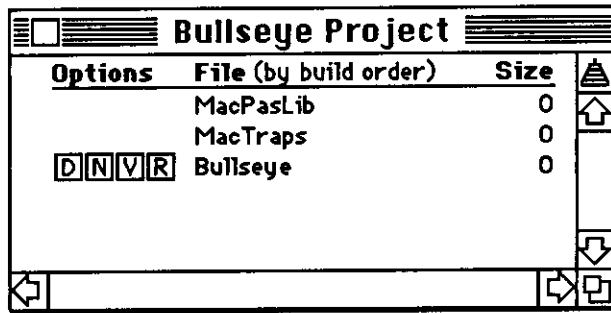 Bullseye Project
Options File (by build order) Size
MacPasLib 0
MacTraps 0
D N V R Bullseye 0